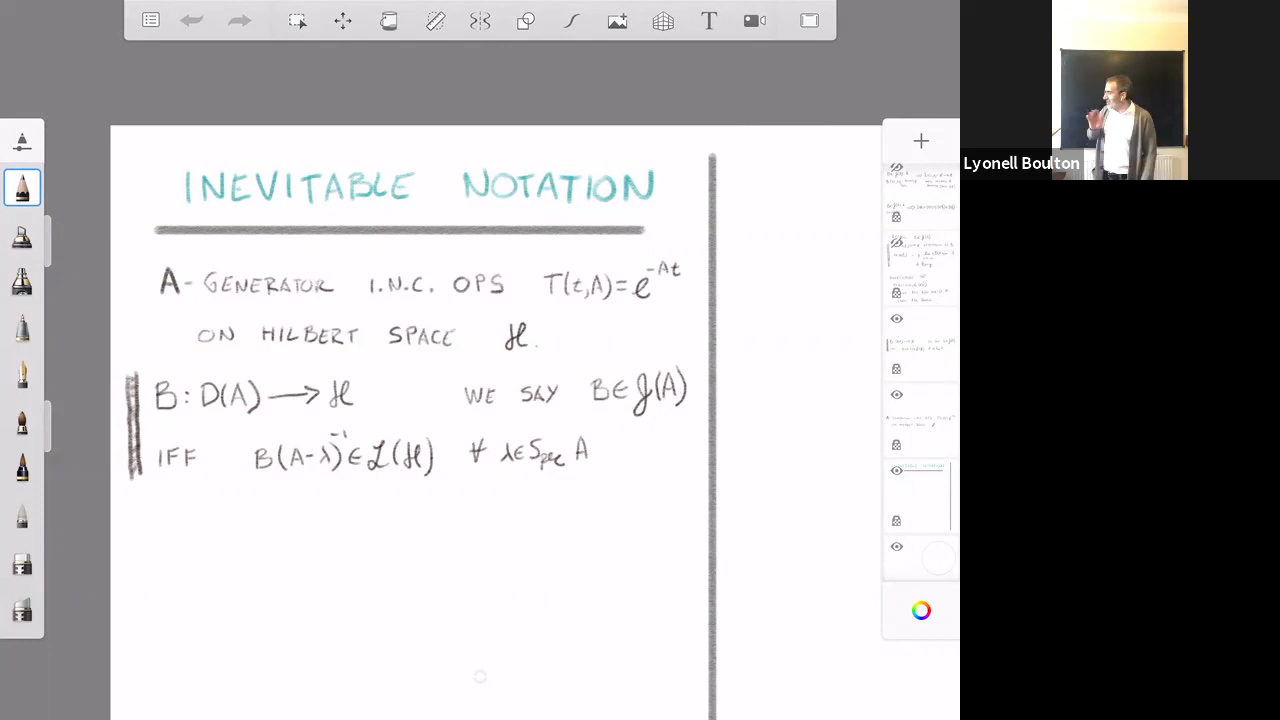 INEVITABLE NOTATION
A - GENERATOR I.N.C. OPS T(t,A) = e^{-At}
ON HILBERT SPACE ℋ.
B : D(A) ⟶ ℋ WE SAY B ∈ 𝒥(A)
IFF B(A-λ)^{-1} ∈ ℒ(ℋ) ∀ λ ∈ Spec A
Lyonell Boulton